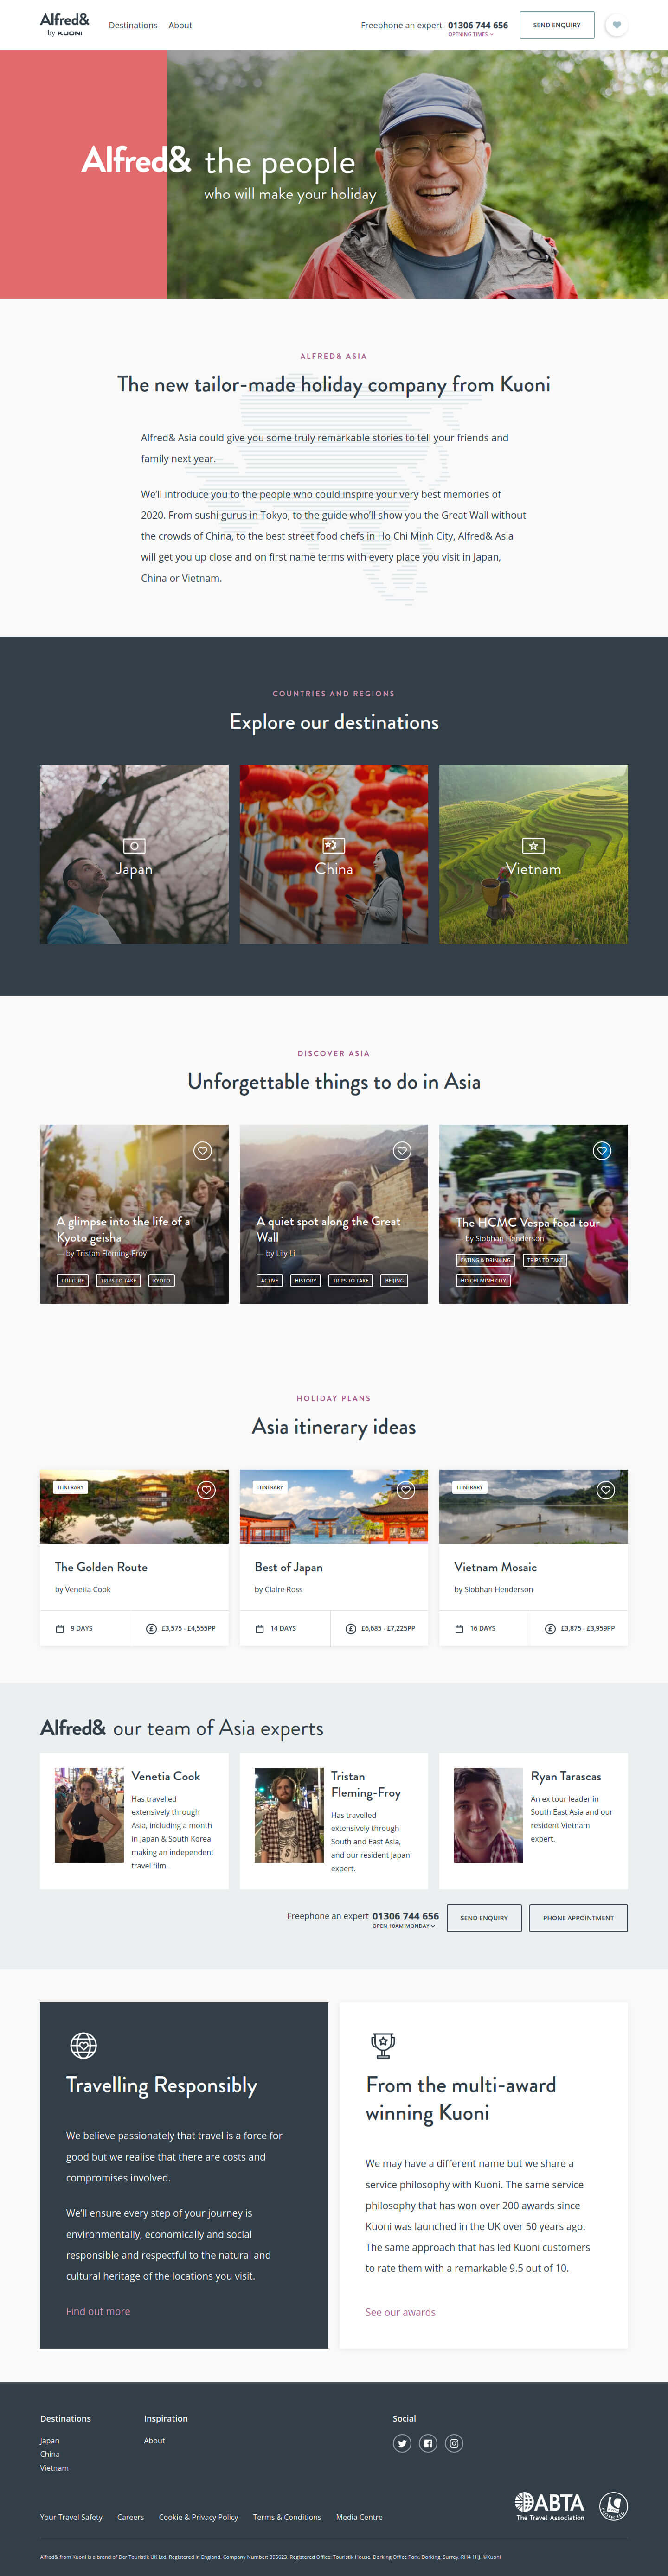 Alfred&
by KUONI
Destinations About
Freephone an expert 01306 744 656
OPENING TIMES
SEND ENQUIRY
Alfred& the people
who will make your holiday
ALFRED& ASIA
The new tailor-made holiday company from Kuoni
Alfred& Asia could give you some truly remarkable stories to tell your friends and
family next year.
We'll introduce you to the people who could inspire your very best memories of
2020. From sushi gurus in Tokyo, to the guide who'll show you the Great Wall without
the crowds of China, to the best street food chefs in Ho Chi Minh City, Alfred& Asia
will get you up close and on first name terms with every place you visit in Japan,
China or Vietnam.
COUNTRIES AND REGIONS
Explore our destinations
Japan
China
Vietnam
DISCOVER ASIA
Unforgettable things to do in Asia
A glimpse into the life of a
Kyoto geisha
— by Tristan Fleming-Froy
CULTURE TRIPS TO TAKE KYOTO
A quiet spot along the Great
Wall
— by Lily Li
ACTIVE HISTORY TRIPS TO TAKE BEIJING
The HCMC Vespa food tour
— by Siobhan Henderson
EATING & DRINKING TRIPS TO TAKE
HO CHI MINH CITY
HOLIDAY PLANS
Asia itinerary ideas
ITINERARY
The Golden Route
by Venetia Cook
9 DAYS £3,575 - £4,555PP
ITINERARY
Best of Japan
by Claire Ross
14 DAYS £6,685 - £7,225PP
ITINERARY
Vietnam Mosaic
by Siobhan Henderson
16 DAYS £3,875 - £3,959PP
Alfred& our team of Asia experts
Venetia Cook
Has travelled
extensively through
Asia, including a month
in Japan & South Korea
making an independent
travel film.
Tristan
Fleming-Froy
Has travelled
extensively through
South and East Asia,
and our resident Japan
expert.
Ryan Tarascas
An ex tour leader in
South East Asia and our
resident Vietnam
expert.
Freephone an expert 01306 744 656
OPEN 10AM MONDAY
SEND ENQUIRY
PHONE APPOINTMENT
Travelling Responsibly
We believe passionately that travel is a force for
good but we realise that there are costs and
compromises involved.
We'll ensure every step of your journey is
environmentally, economically and social
responsible and respectful to the natural and
cultural heritage of the locations you visit.
Find out more
From the multi-award
winning Kuoni
We may have a different name but we share a
service philosophy with Kuoni. The same service
philosophy that has won over 200 awards since
Kuoni was launched in the UK over 50 years ago.
The same approach that has led Kuoni customers
to rate them with a remarkable 9.5 out of 10.
See our awards
Destinations
Japan
China
Vietnam
Inspiration
About
Social
Your Travel Safety Careers Cookie & Privacy Policy Terms & Conditions Media Centre
ABTA
The Travel Association
PROTECTED
Alfred& from Kuoni is a brand of Der Touristik UK Ltd. Registered in England. Company Number: 395623. Registered Office: Touristik House, Dorking Office Park, Dorking, Surrey, RH4 1HJ. ©Kuoni